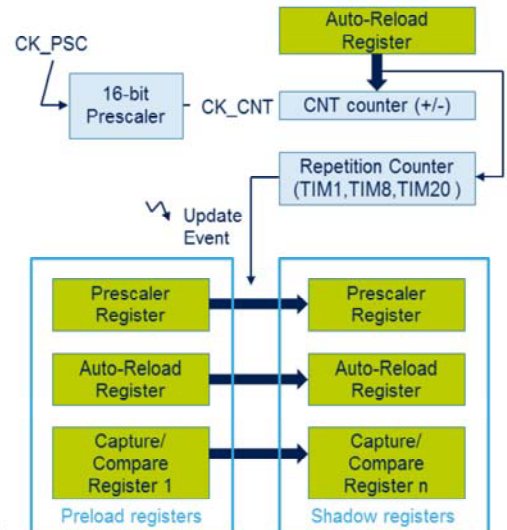 Auto-Reload
Register
CK_PSC
16-bit
Prescaler
CK_CNT
CNT counter (+/-)
Repetition Counter
(TIM1,TIM8,TIM20 )
Update
Event
Prescaler
Register
Prescaler
Register
Auto-Reload
Register
Auto-Reload
Register
Capture/
Compare
Register 1
Capture/
Compare
Register n
Preload registers
Shadow registers